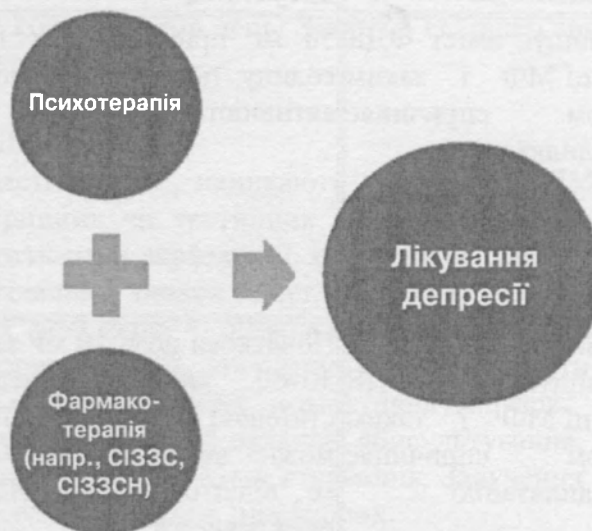 Психотерапія
Лікування
депресії
Фармако-
терапія
(напр., СІЗЗС,
СІЗЗСН)